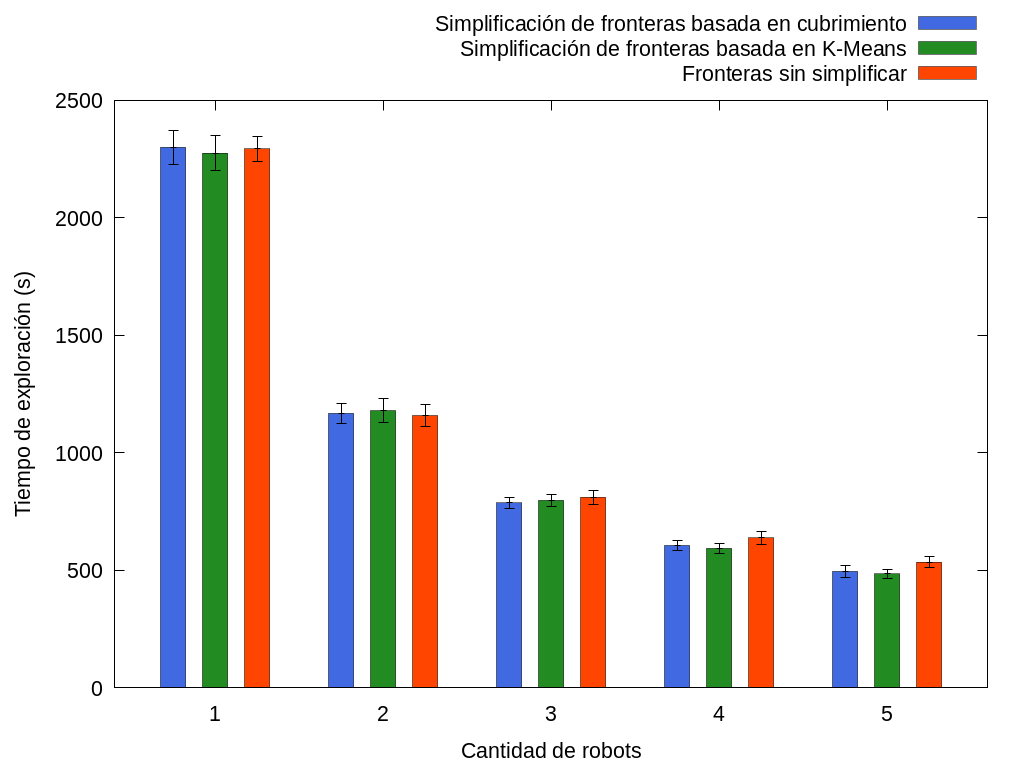 Simplificación de fronteras basada en cubrimiento
Simplificación de fronteras basada en K-Means
Fronteras sin simplificar
2500
2000
1500
1000
500
0
Tiempo de exploración (s)
1 2 3 4 5
Cantidad de robots